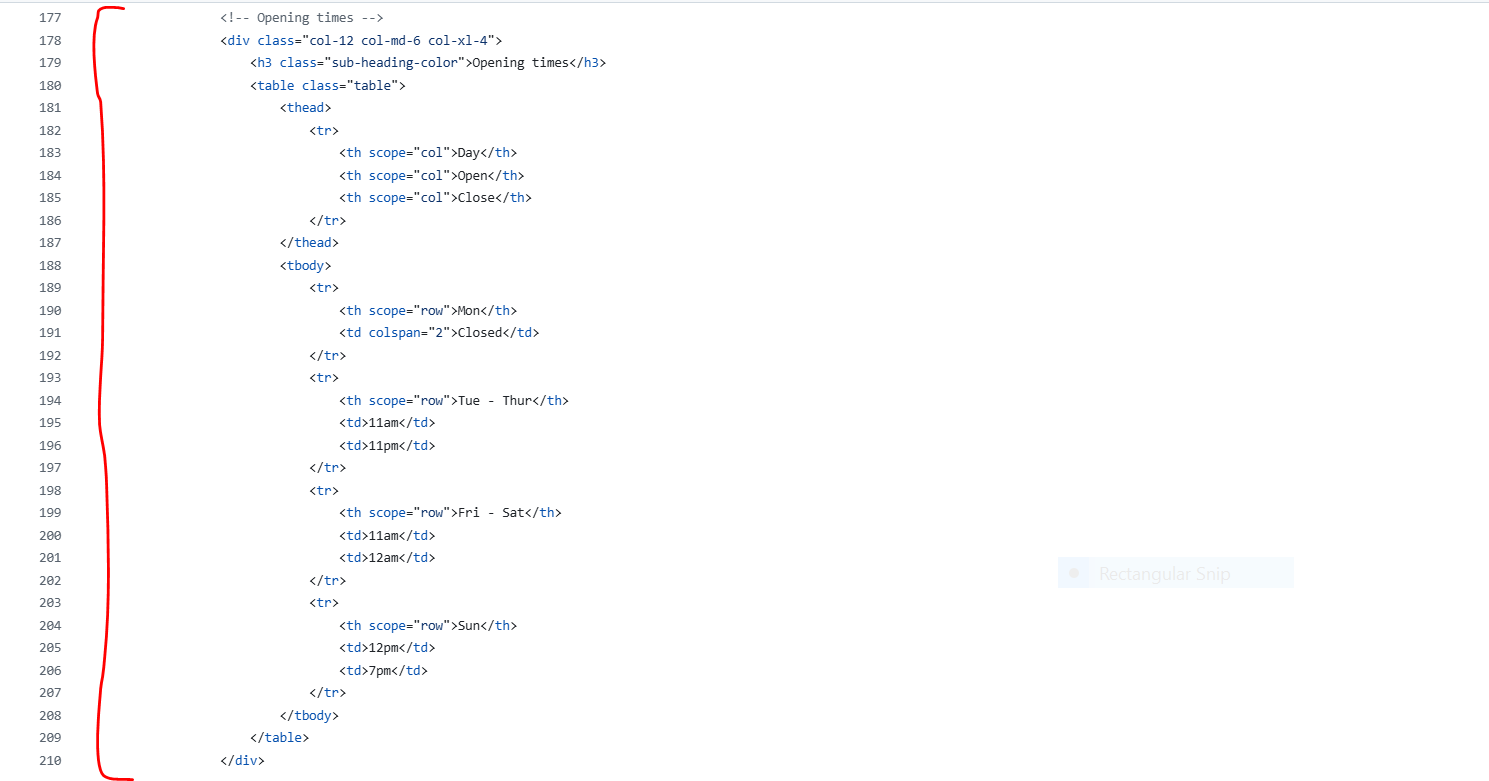 177 <!-- Opening times -->
178 <div class="col-12 col-md-6 col-xl-4">
179 <h3 class="sub-heading-color">Opening times</h3>
180 <table class="table">
181 <thead>
182 <tr>
183 <th scope="col">Day</th>
184 <th scope="col">Open</th>
185 <th scope="col">Close</th>
186 </tr>
187 </thead>
188 <tbody>
189 <tr>
190 <th scope="row">Mon</th>
191 <td colspan="2">Closed</td>
192 </tr>
193 <tr>
194 <th scope="row">Tue - Thur</th>
195 <td>11am</td>
196 <td>11pm</td>
197 </tr>
198 <tr>
199 <th scope="row">Fri - Sat</th>
200 <td>11am</td>
201 <td>12am</td>
Rectangular Snip
202 </tr>
203 <tr>
204 <th scope="row">Sun</th>
205 <td>12pm</td>
206 <td>7pm</td>
207 </tr>
208 </tbody>
209 </table>
210 </div>